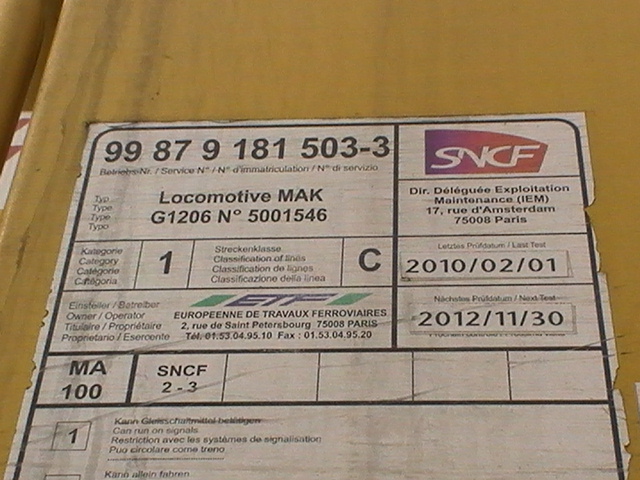 99 87 9 181 503-3
Betriebs-Nr. / Service N° / N° d'immatriculation / N° di servizio
Typ
Type
Type
Typo
Locomotive MAK
G1206 N° 5001546
SNCF
Dir. Déléguée Exploitation
Maintenance (IEM)
17, rue d'Amsterdam
75008 Paris
Kategorie
Category
Catégorie
Catégoria
1
Streckenklasse
Classification of lines
Classification de lignes
Classificazione della linea
C
Letztes Prüfdatum / Last Test
2010/02/01
Einsteller / Betreiber
Owner / Operator
Titulaire / Propriétaire
Proprietario / Esercente
ETF
EUROPEENNE DE TRAVAUX FERROVIAIRES
2, rue de Saint Petersbourg 75008 PARIS
Tél. 01.53.04.95.10 Fax : 01.53.04.95.20
Nächstes Prüfdatum / Next Test
2012/11/30
MA
100
SNCF
2 - 3
1
Kann Gleisschaltmittel betätigen
Can run on signals
Restriction avec les systèmes de signalisation
Puo circolare come treno
Kann allein fahren